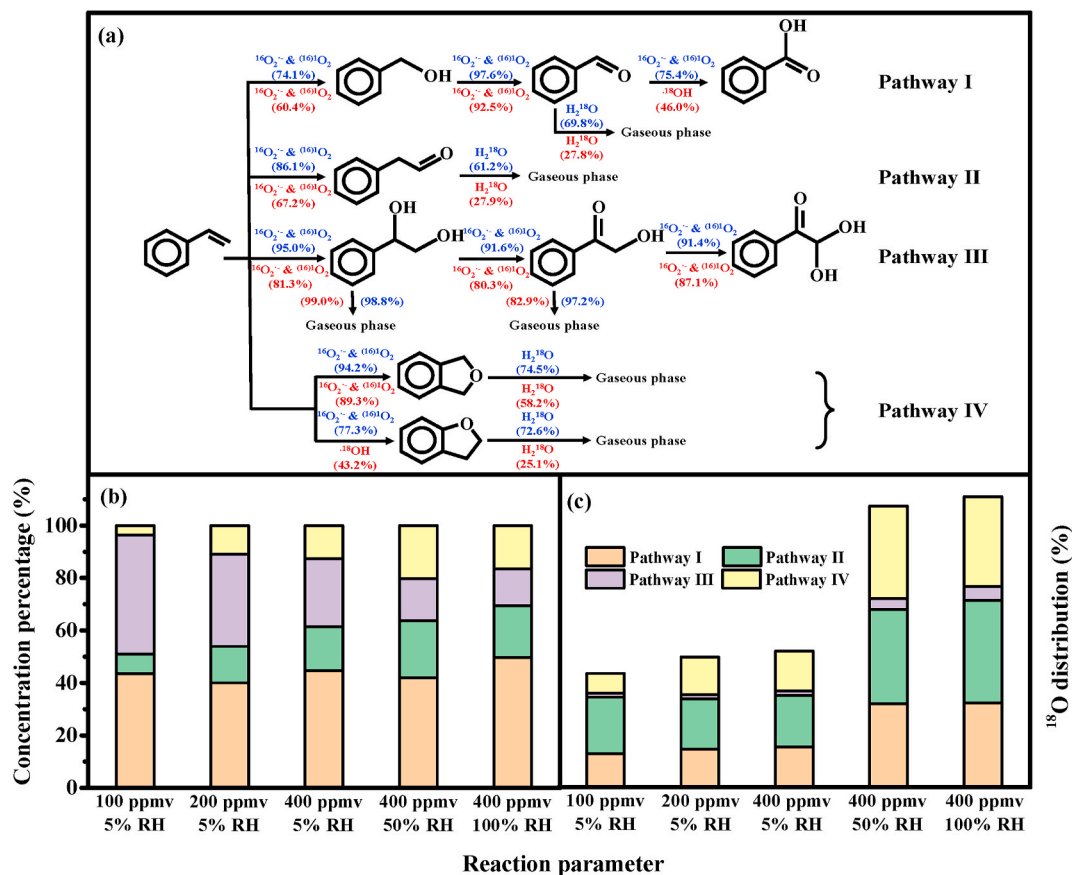 (a)
¹⁶O₂·⁻ & ⁽¹⁶⁾¹O₂
(74.1%)
¹⁶O₂·⁻ & ⁽¹⁶⁾¹O₂
(60.4%)
OH
¹⁶O₂·⁻ & ⁽¹⁶⁾¹O₂
(97.6%)
¹⁶O₂·⁻ & ⁽¹⁶⁾¹O₂
(92.5%)
O
¹⁶O₂·⁻ & ⁽¹⁶⁾¹O₂
(75.4%)
·¹⁸OH
(46.0%)
OH
O
Pathway I
H₂¹⁸O
(69.8%)
H₂¹⁸O
(27.8%)
Gaseous phase
¹⁶O₂·⁻ & ⁽¹⁶⁾¹O₂
(86.1%)
¹⁶O₂·⁻ & ⁽¹⁶⁾¹O₂
(67.2%)
O
H₂¹⁸O
(61.2%)
H₂¹⁸O
(27.9%)
Gaseous phase
Pathway II
¹⁶O₂·⁻ & ⁽¹⁶⁾¹O₂
(95.0%)
¹⁶O₂·⁻ & ⁽¹⁶⁾¹O₂
(81.3%)
OH
OH
¹⁶O₂·⁻ & ⁽¹⁶⁾¹O₂
(91.6%)
¹⁶O₂·⁻ & ⁽¹⁶⁾¹O₂
(80.3%)
O
OH
¹⁶O₂·⁻ & ⁽¹⁶⁾¹O₂
(91.4%)
¹⁶O₂·⁻ & ⁽¹⁶⁾¹O₂
(87.1%)
O
OH
OH
Pathway III
(99.0%) (98.8%)
Gaseous phase
(82.9%) (97.2%)
Gaseous phase
¹⁶O₂·⁻ & ⁽¹⁶⁾¹O₂
(94.2%)
¹⁶O₂·⁻ & ⁽¹⁶⁾¹O₂
(89.3%)
O
H₂¹⁸O
(74.5%)
H₂¹⁸O
(58.2%)
Gaseous phase
¹⁶O₂·⁻ & ⁽¹⁶⁾¹O₂
(77.3%)
·¹⁸OH
(43.2%)
O
H₂¹⁸O
(72.6%)
H₂¹⁸O
(25.1%)
Gaseous phase
Pathway IV
(b)
Concentration percentage (%)
100
80
60
40
20
0
100 ppmv
5% RH
200 ppmv
5% RH
400 ppmv
5% RH
400 ppmv
50% RH
400 ppmv
100% RH
(c)
Pathway I
Pathway II
Pathway III
Pathway IV
¹⁸O distribution (%)
100 ppmv
5% RH
200 ppmv
5% RH
400 ppmv
5% RH
400 ppmv
50% RH
400 ppmv
100% RH
Reaction parameter